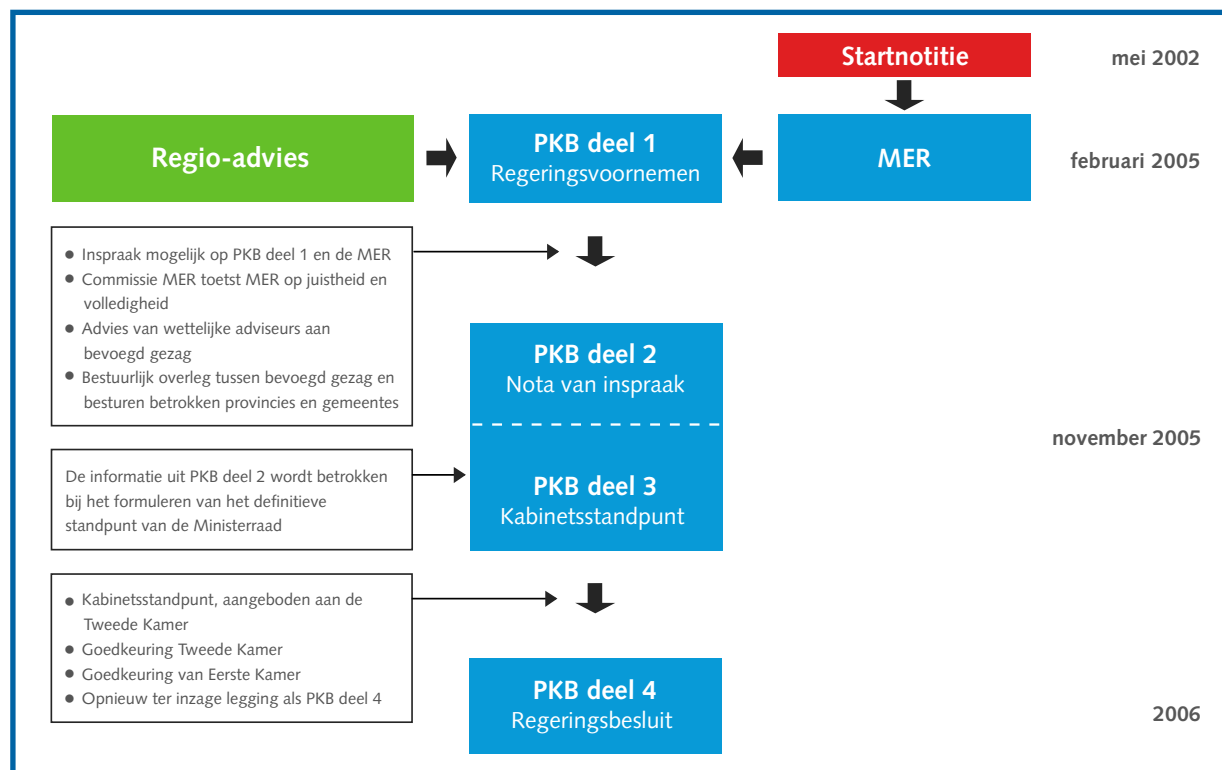 Startnotitie
mei 2002
Regio-advies
PKB deel 1
Regeringsvoornemen
MER
februari 2005
• Inspraak mogelijk op PKB deel 1 en de MER
• Commissie MER toetst MER op juistheid en
volledigheid
• Advies van wettelijke adviseurs aan
bevoegd gezag
• Bestuurlijk overleg tussen bevoegd gezag en
besturen betrokken provincies en gemeentes
PKB deel 2
Nota van inspraak
november 2005
De informatie uit PKB deel 2 wordt betrokken
bij het formuleren van het definitieve
standpunt van de Ministerraad
PKB deel 3
Kabinetsstandpunt
• Kabinetsstandpunt, aangeboden aan de
Tweede Kamer
• Goedkeuring Tweede Kamer
• Goedkeuring van Eerste Kamer
• Opnieuw ter inzage legging als PKB deel 4
PKB deel 4
Regeringsbesluit
2006